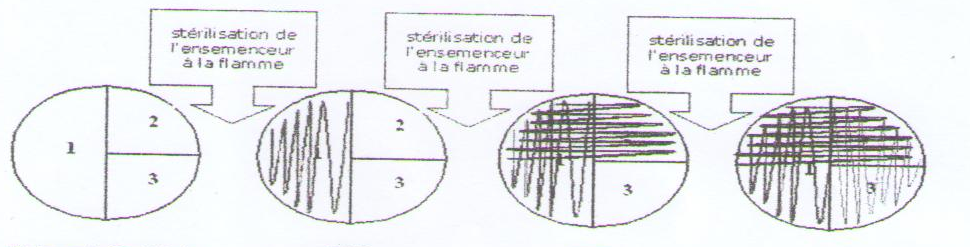 stérilisation de
l'ensemenceur
à la flamme
stérilisation de
l'ensemenceur
à la flamme
stérilisation de
l'ensemenceur
à la flamme
1
2
3
1
2
3
1
3
1
3